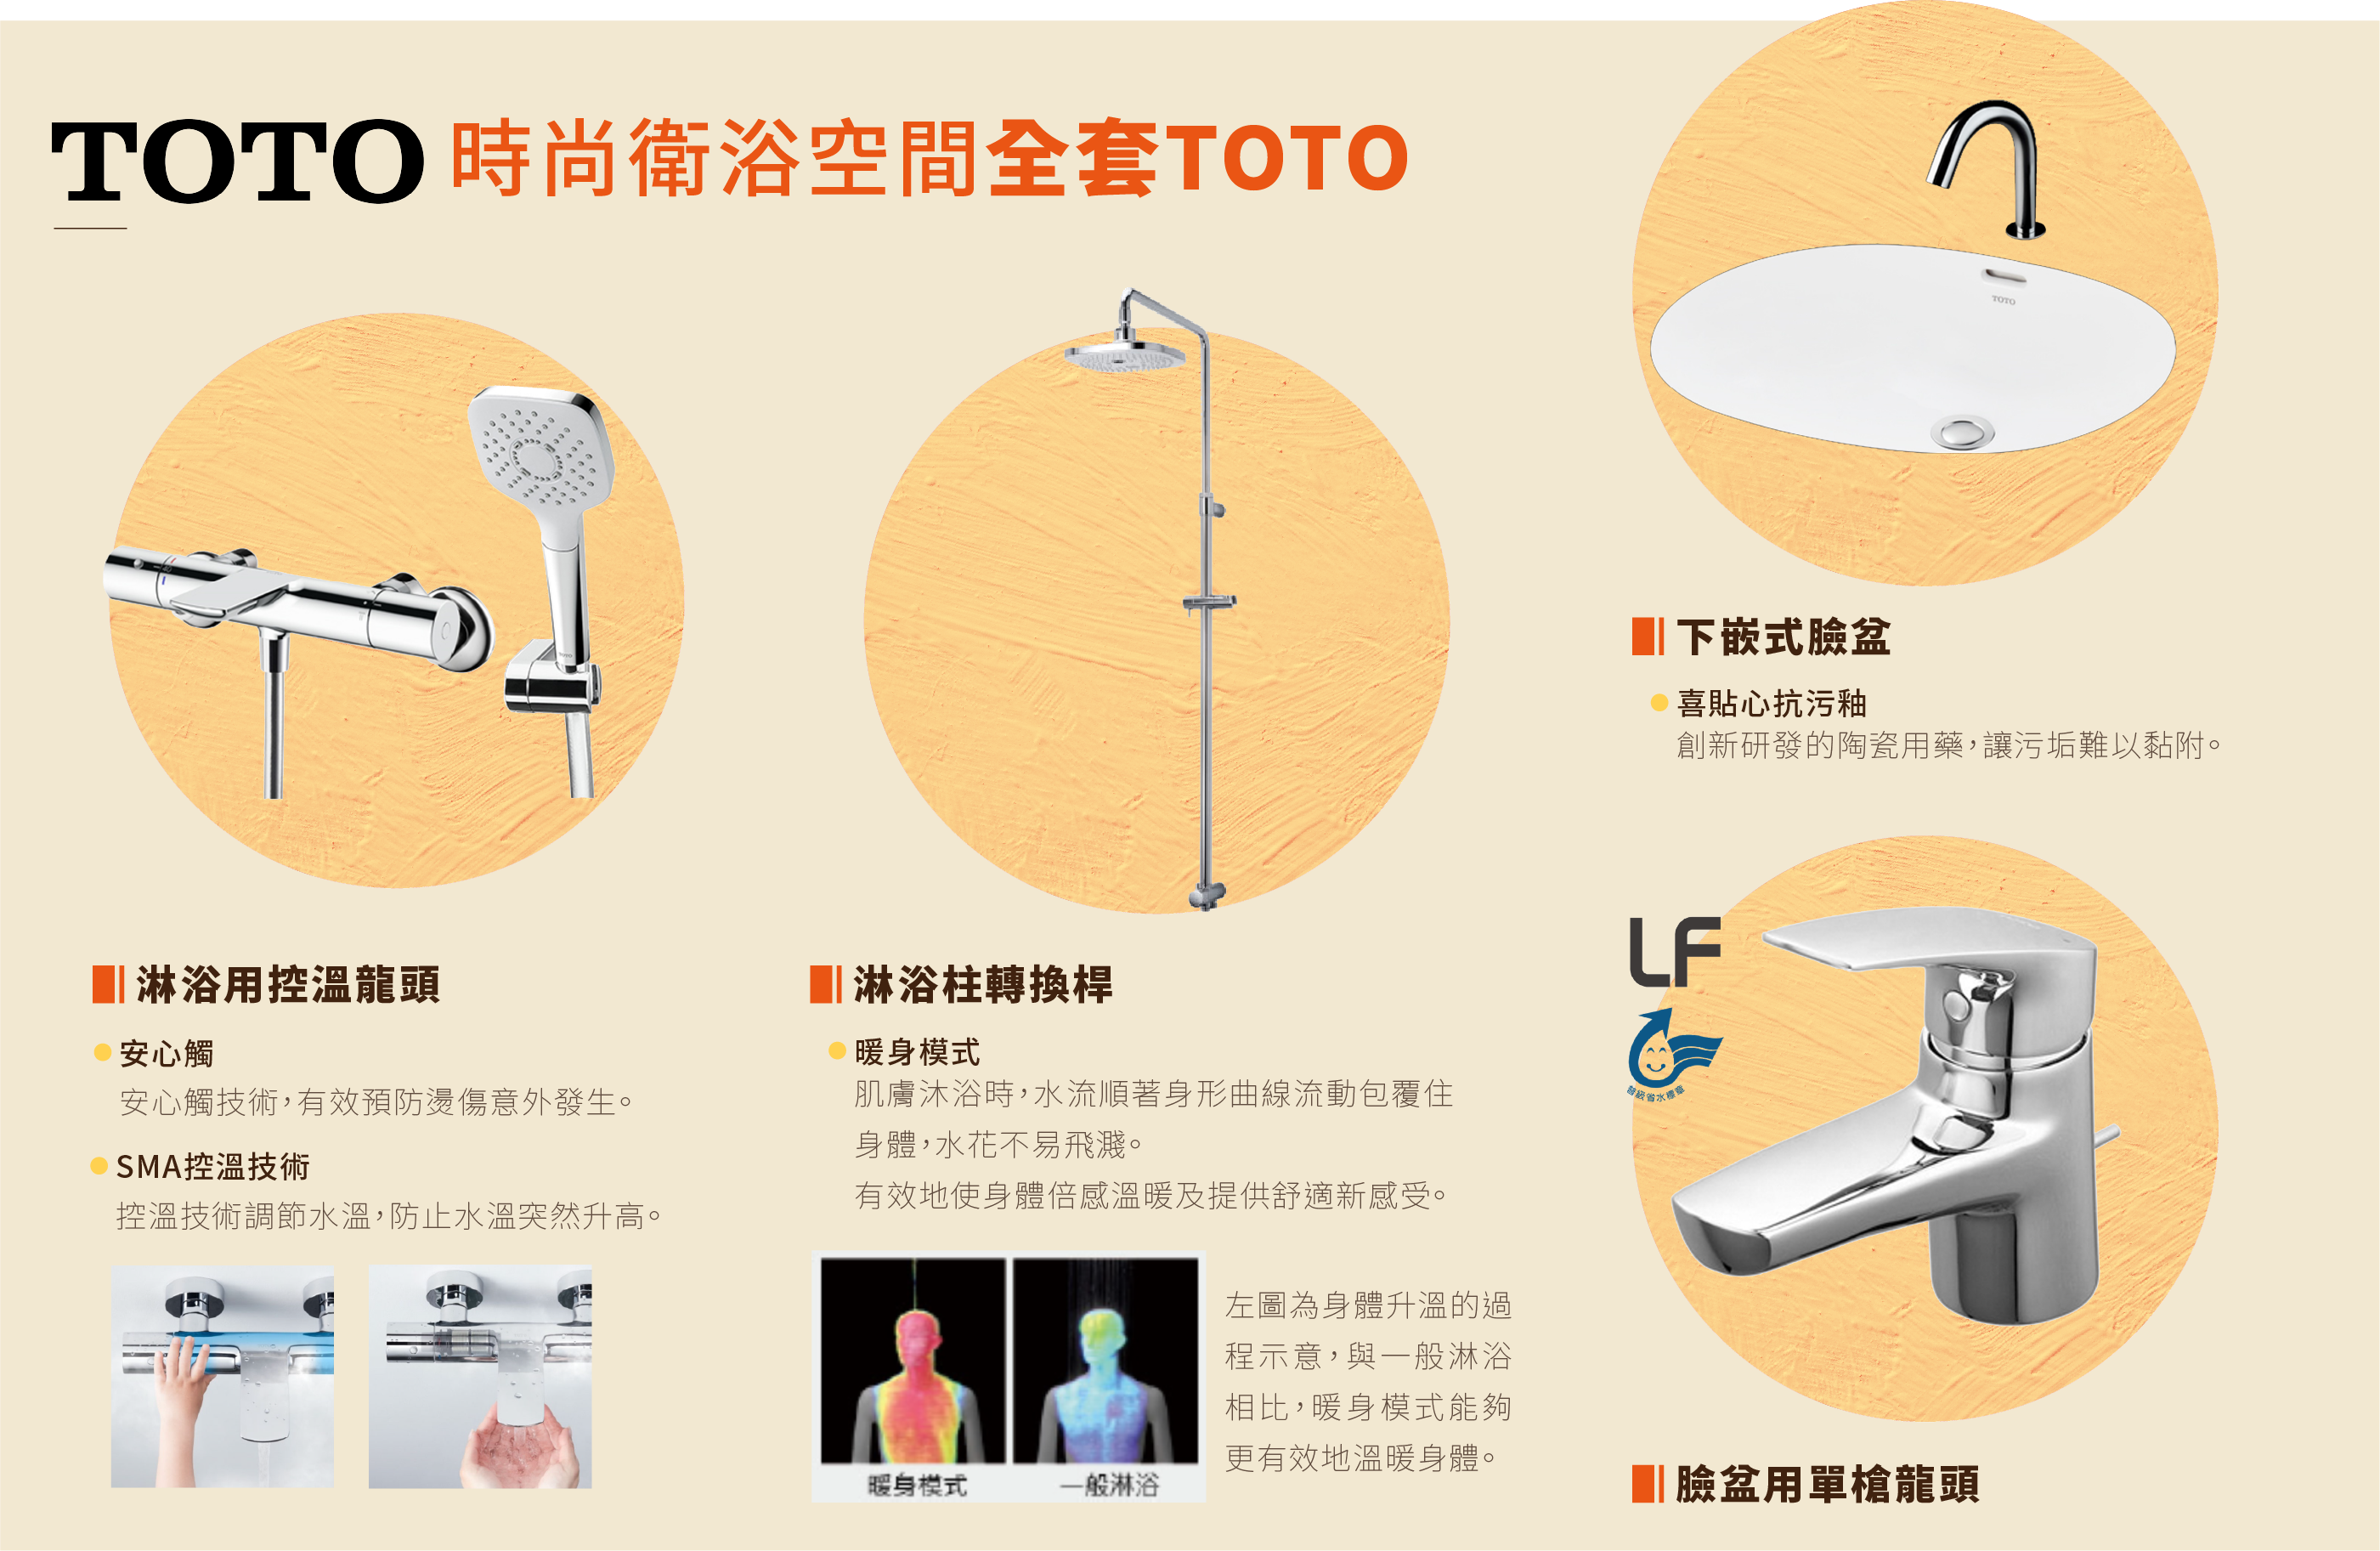 TOTO 時尚衛浴空間全套TOTO
淋浴用控溫龍頭
安心觸
安心觸技術,有效預防燙傷意外發生。
SMA控溫技術
控溫技術調節水溫,防止水溫突然升高。
淋浴柱轉換桿
暖身模式
肌膚沐浴時,水流順著身形曲線流動包覆住
身體,水花不易飛濺。
有效地使身體倍感溫暖及提供舒適新感受。
暖身模式
一般淋浴
左圖為身體升溫的過
程示意,與一般淋浴
相比,暖身模式能夠
更有效地溫暖身體。
TOTO
下嵌式臉盆
喜貼心抗污釉
創新研發的陶瓷用藥,讓污垢難以黏附。
LF
普級省水標章
臉盆用單槍龍頭